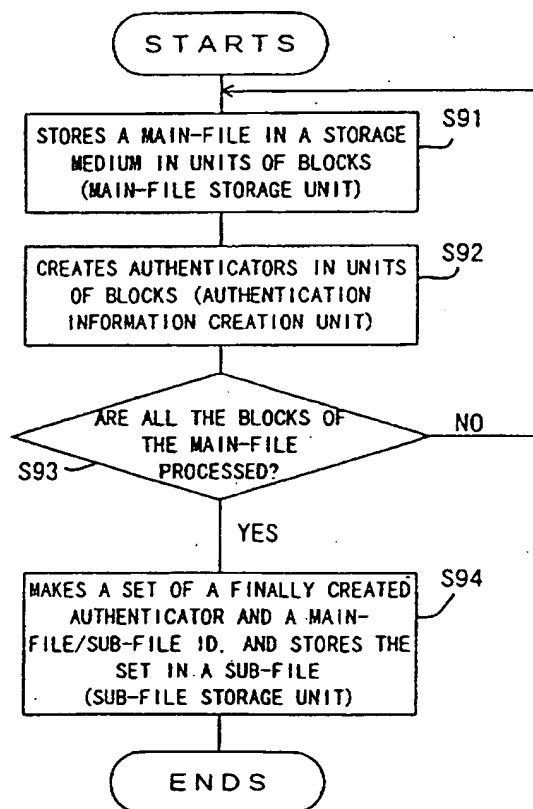 STARTS
STORES A MAIN-FILE IN A STORAGE
MEDIUM IN UNITS OF BLOCKS
(MAIN-FILE STORAGE UNIT)
S91
CREATES AUTHENTICATORS IN UNITS
OF BLOCKS (AUTHENTICATION
INFORMATION CREATION UNIT)
S92
ARE ALL THE BLOCKS OF
THE MAIN-FILE
PROCESSED?
S93
NO
YES
MAKES A SET OF A FINALLY CREATED
AUTHENTICATOR AND A MAIN-
FILE/SUB-FILE ID. AND STORES THE
SET IN A SUB-FILE
(SUB-FILE STORAGE UNIT)
S94
ENDS